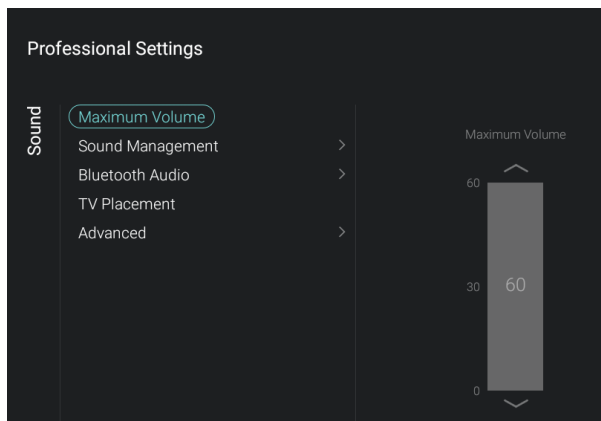 Professional Settings
Sound
Maximum Volume
Sound Management
Bluetooth Audio
TV Placement
Advanced
Maximum Volume
60
30
60
0